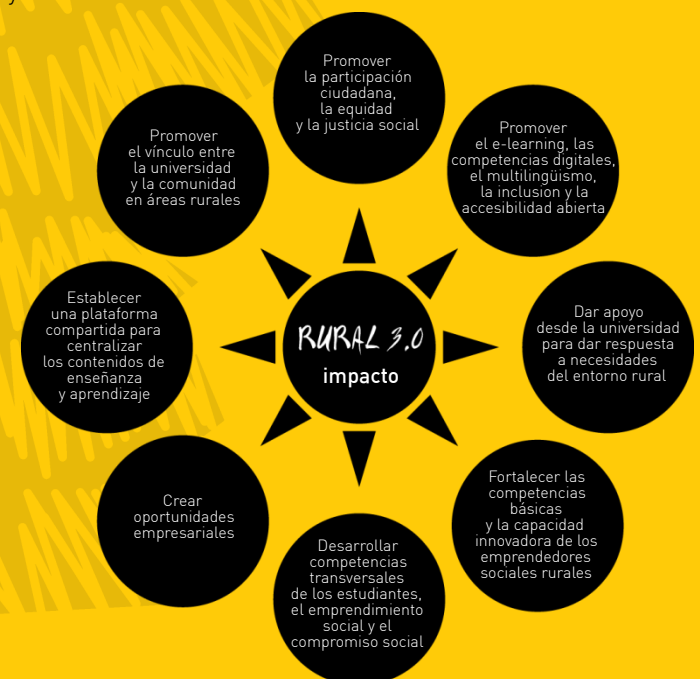 Promover
la participación
ciudadana,
la equidad
y la justicia social
Promover
el e-learning, las
competencias digitales,
el multilingüismo,
la inclusión y la
accesibilidad abierta
Dar apoyo
desde la universidad
para dar respuesta
a necesidades
del entorno rural
Fortalecer las
competencias
básicas
y la capacidad
innovadora de los
emprendedores
sociales rurales
Desarrollar
competencias
transversales
de los estudiantes,
el emprendimiento
social y el
compromiso social
Crear
oportunidades
empresariales
Establecer
una plataforma
compartida para
centralizar
los contenidos de
enseñanza
y aprendizaje
Promover
el vínculo entre
la universidad
y la comunidad
en áreas rurales
RURAL 3.0
impacto